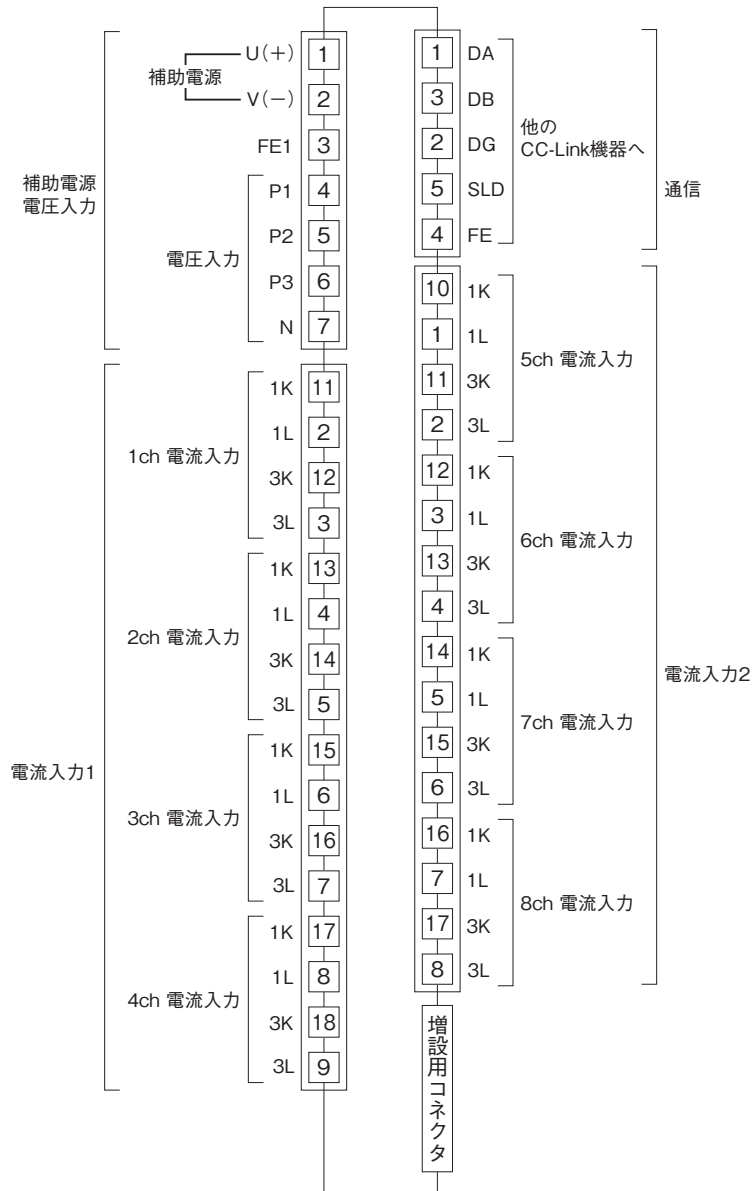 補助電源
電圧入力
補助電源
U(+) 1
V(−) 2
FE1 3
電圧入力
P1 4
P2 5
P3 6
N 7
電流入力1
1ch 電流入力
1K 11
1L 2
3K 12
3L 3
2ch 電流入力
1K 13
1L 4
3K 14
3L 5
3ch 電流入力
1K 15
1L 6
3K 16
3L 7
4ch 電流入力
1K 17
1L 8
3K 18
3L 9
1 DA
3 DB
2 DG
5 SLD
4 FE
他の
CC-Link機器へ
通信
10 1K
1 1L
11 3K
2 3L
5ch 電流入力
12 1K
3 1L
13 3K
4 3L
6ch 電流入力
14 1K
5 1L
15 3K
6 3L
7ch 電流入力
16 1K
7 1L
17 3K
8 3L
8ch 電流入力
電流入力2
増設用コネクタ